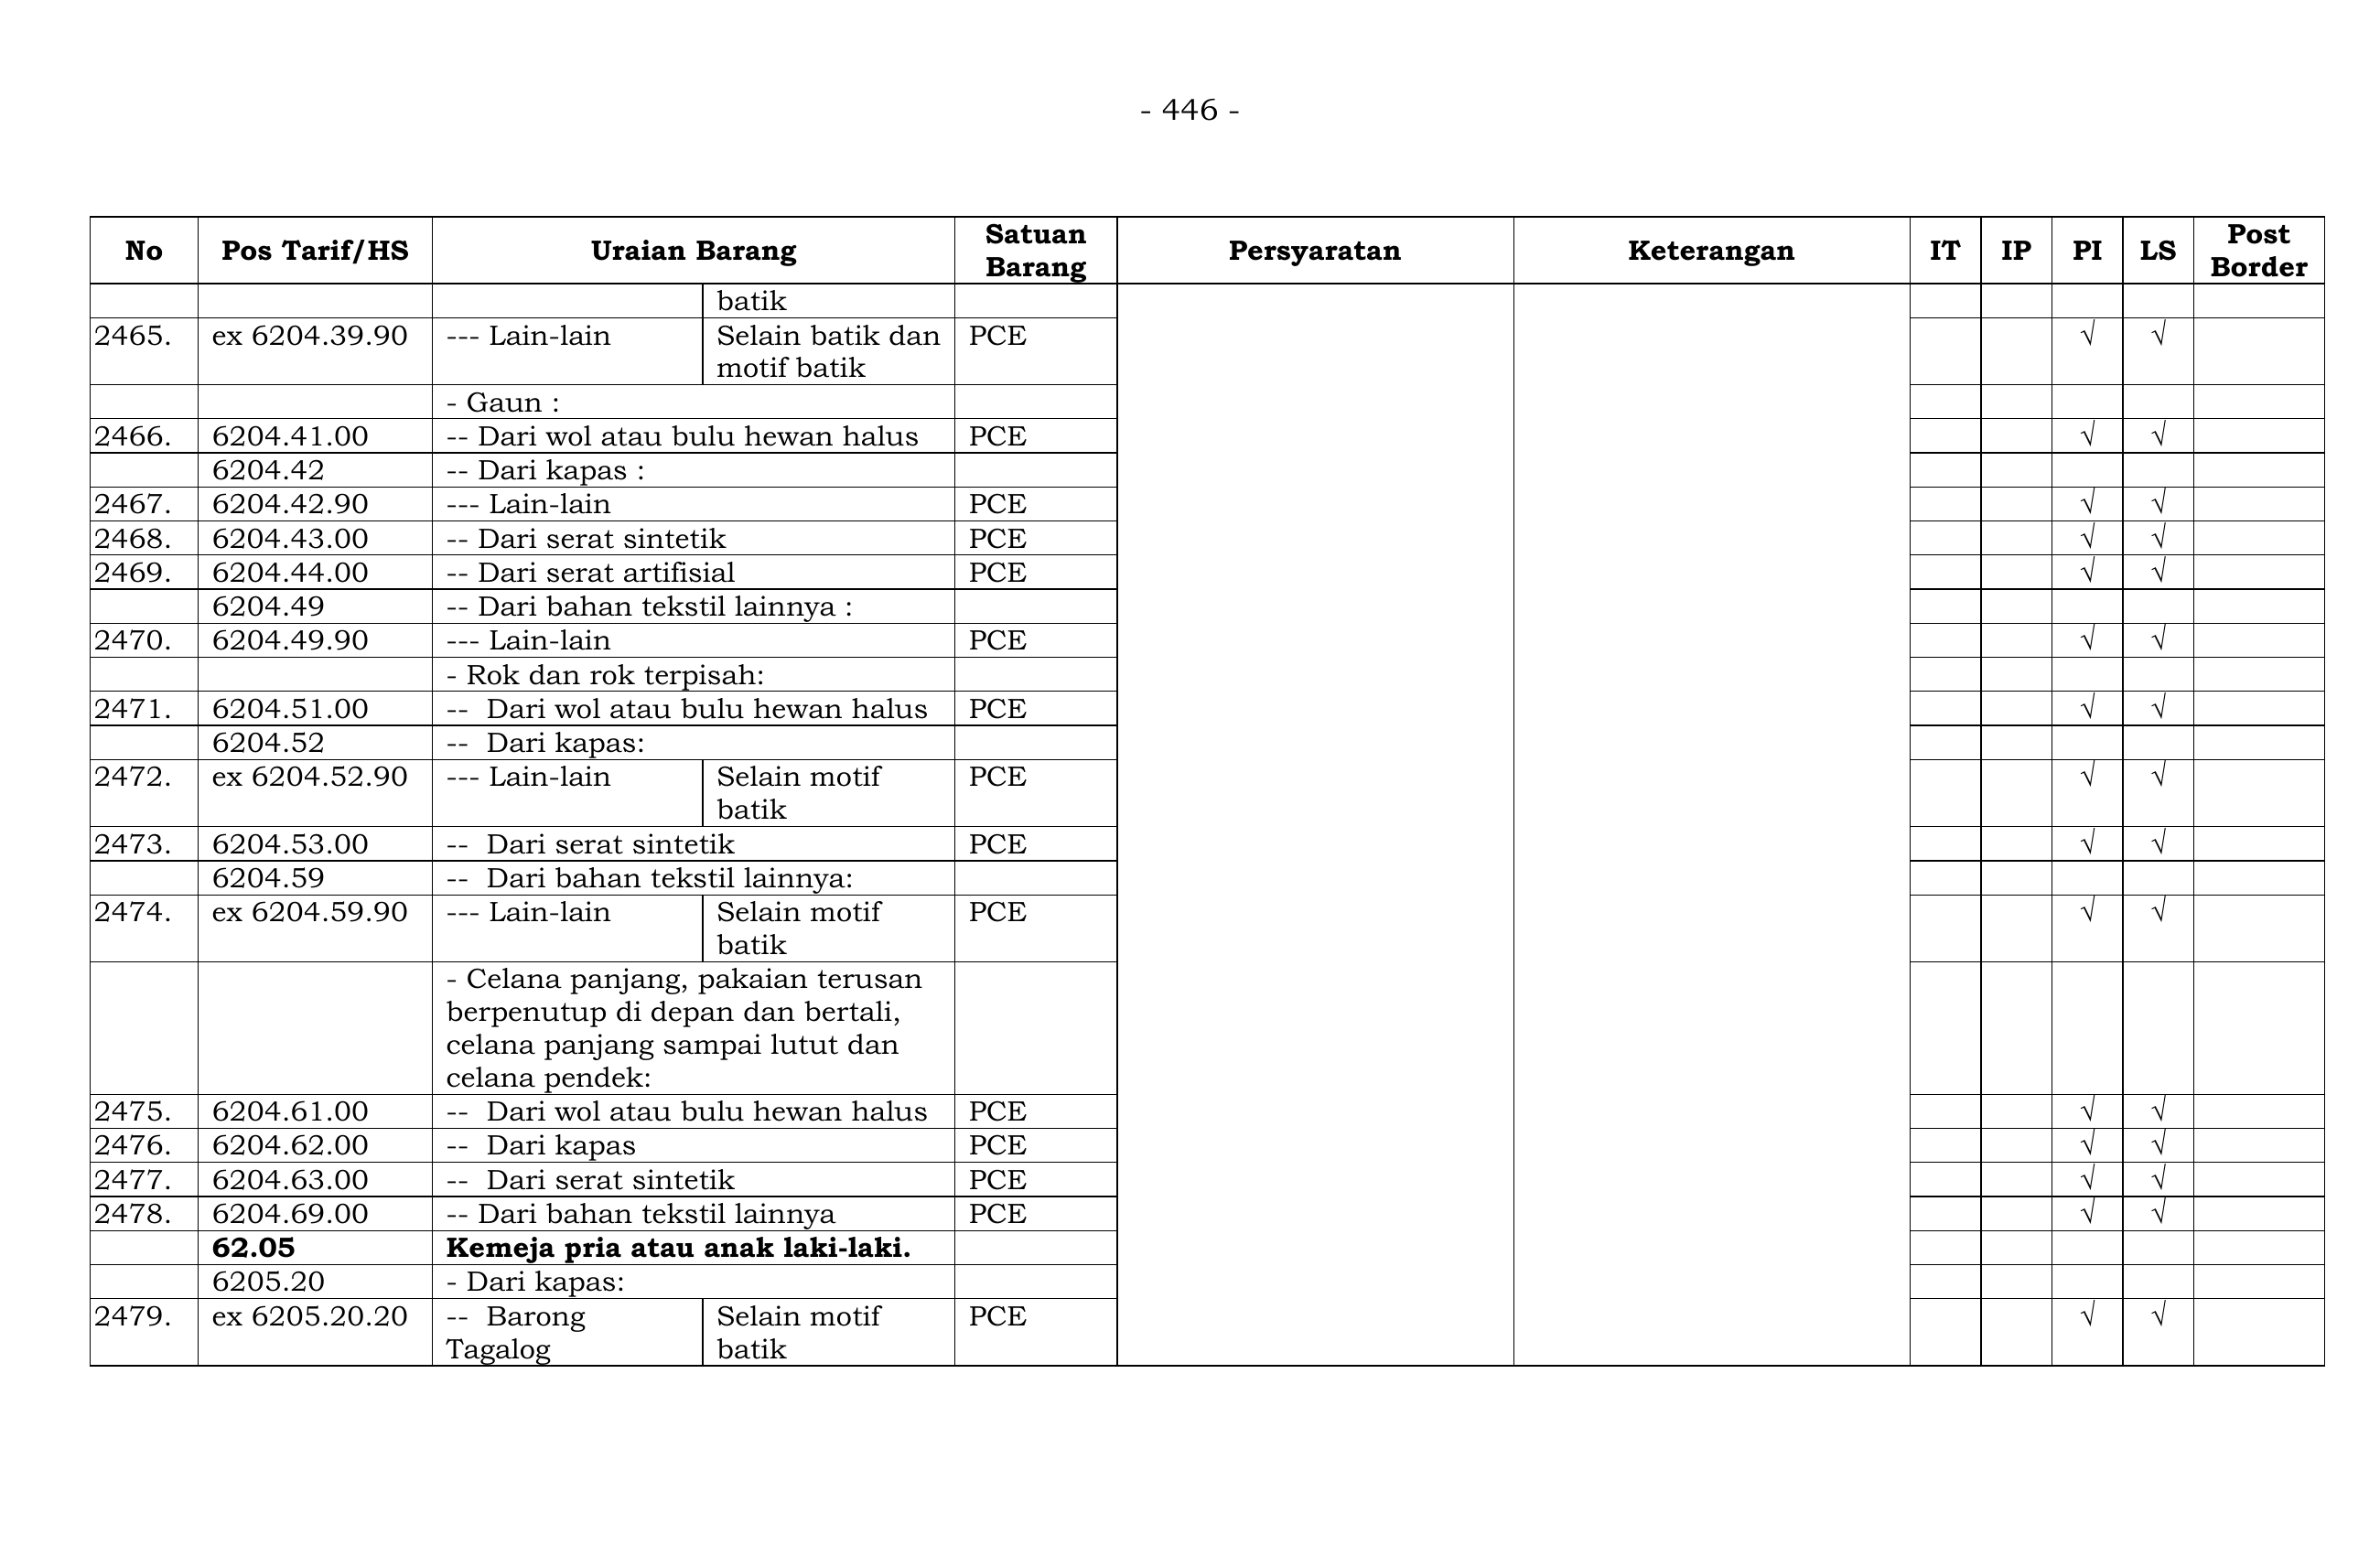 - 446 -
No Pos Tarif/HS Uraian Barang Satuan Barang Persyaratan Keterangan IT IP PI LS Post Border
batik
2465. ex 6204.39.90 --- Lain-lain Selain batik dan PCE √ √
motif batik
- Gaun :
2466. 6204.41.00 -- Dari wol atau bulu hewan halus PCE √ √
6204.42 -- Dari kapas :
2467. 6204.42.90 --- Lain-lain PCE √ √
2468. 6204.43.00 -- Dari serat sintetik PCE √ √
2469. 6204.44.00 -- Dari serat artifisial PCE √ √
6204.49 -- Dari bahan tekstil lainnya :
2470. 6204.49.90 --- Lain-lain PCE √ √
- Rok dan rok terpisah:
2471. 6204.51.00 -- Dari wol atau bulu hewan halus PCE √ √
6204.52 -- Dari kapas:
2472. ex 6204.52.90 --- Lain-lain Selain motif PCE √ √
batik
2473. 6204.53.00 -- Dari serat sintetik PCE √ √
6204.59 -- Dari bahan tekstil lainnya:
2474. ex 6204.59.90 --- Lain-lain Selain motif PCE √ √
batik
- Celana panjang, pakaian terusan
berpenutup di depan dan bertali,
celana panjang sampai lutut dan
celana pendek:
2475. 6204.61.00 -- Dari wol atau bulu hewan halus PCE √ √
2476. 6204.62.00 -- Dari kapas PCE √ √
2477. 6204.63.00 -- Dari serat sintetik PCE √ √
2478. 6204.69.00 -- Dari bahan tekstil lainnya PCE √ √
62.05 Kemeja pria atau anak laki-laki.
6205.20 - Dari kapas:
2479. ex 6205.20.20 -- Barong Selain motif PCE √ √
Tagalog batik